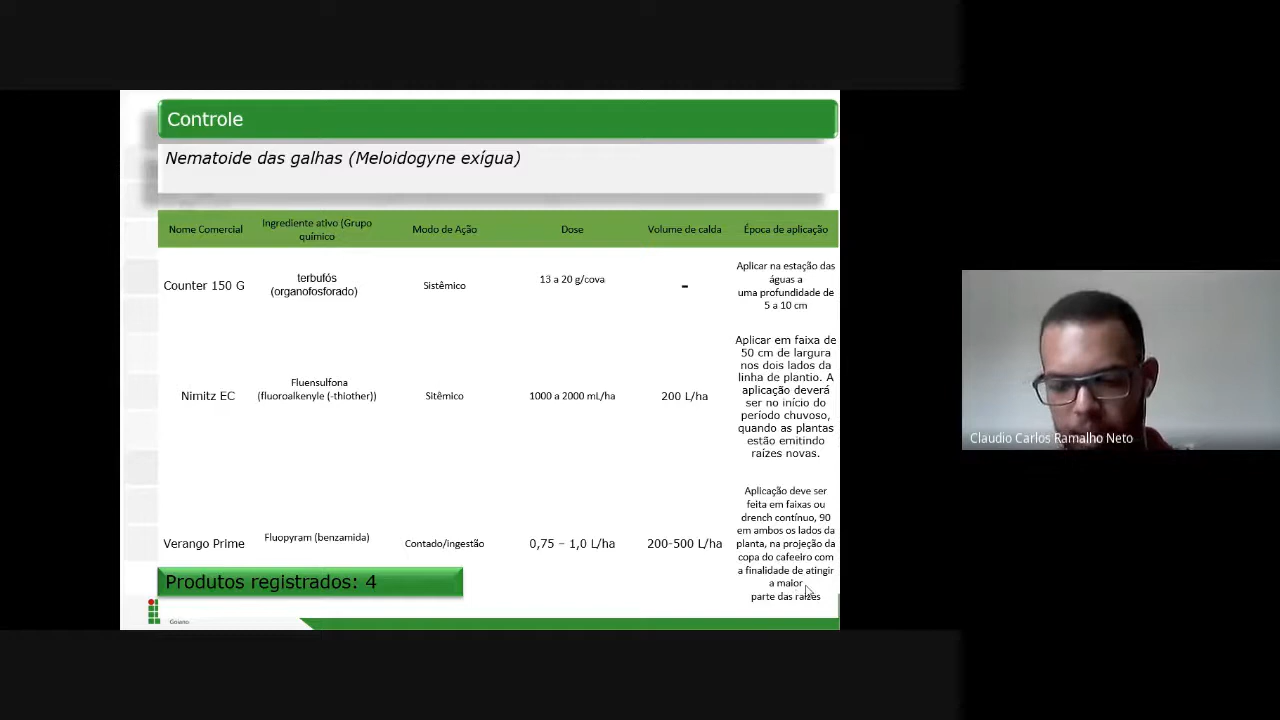 Controle
Nematoide das galhas (Meloidogyne exígua)
Nome Comercial
Ingrediente ativo (Grupo
químico
Modo de Ação
Dose
Volume de calda
Época de aplicação
Counter 150 G
terbufós
(organofosforado)
Sistêmico
13 a 20 g/cova
-
Aplicar na estação das
águas a
uma profundidade de
5 a 10 cm
Nimitz EC
Fluensulfona
(fluoroalkenyle (-thiother))
Sitêmico
1000 a 2000 mL/ha
200 L/ha
Aplicar em faixa de
50 cm de largura
nos dois lados da
linha de plantio. A
aplicação deverá
ser no início do
período chuvoso,
quando as plantas
estão emitindo
raízes novas.
Verango Prime
Fluopyram (benzamida)
Contado/ingestão
0,75 – 1,0 L/ha
200-500 L/ha
Aplicação deve ser
feita em faixas ou
drench contínuo, 90
em ambos os lados da
planta, na projeção da
copa do cafeeiro com
a finalidade de atingir
a maior
parte das raízes
Produtos registrados: 4
Goiano
Claudio Carlos Ramalho Neto